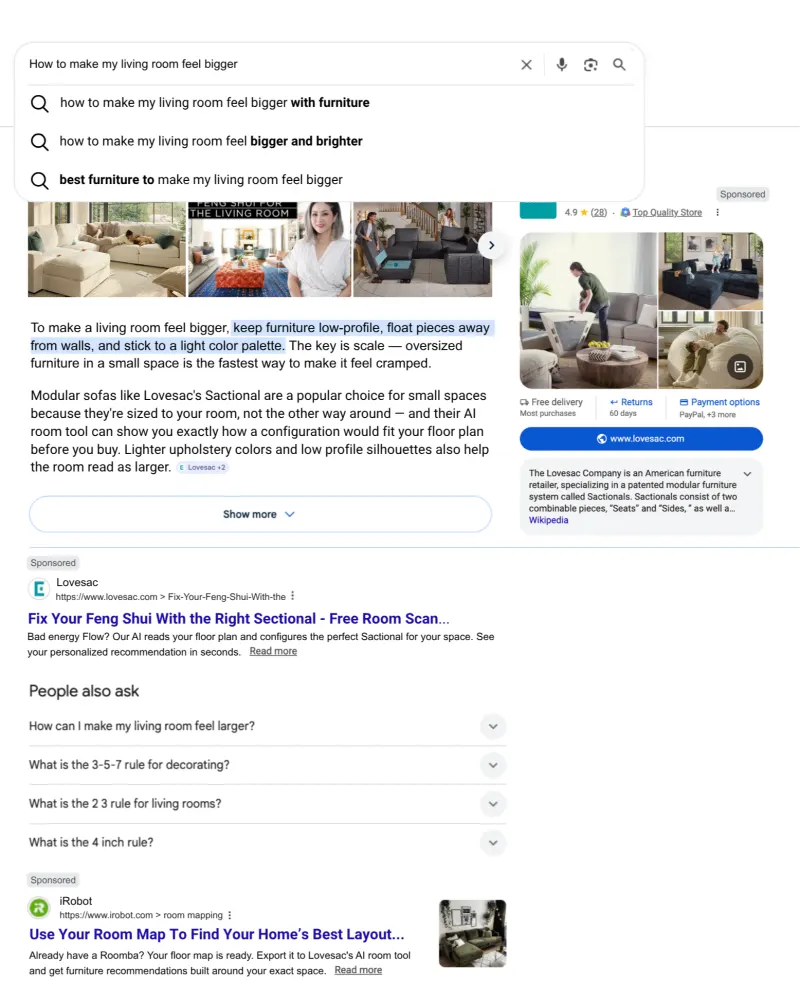 How to make my living room feel bigger
how to make my living room feel bigger with furniture
how to make my living room feel bigger and brighter
best furniture to make my living room feel bigger
Sponsored
FENG SHUI FOR
THE LIVING ROOM
4.9 ★ (28) · Top Quality Store
To make a living room feel bigger, keep furniture low-profile, float pieces away
from walls, and stick to a light color palette. The key is scale — oversized
furniture in a small space is the fastest way to make it feel cramped.
Modular sofas like Lovesac's Sactional are a popular choice for small spaces
because they're sized to your room, not the other way around — and their AI
room tool can show you exactly how a configuration would fit your floor plan
before you buy. Lighter upholstery colors and low profile silhouettes also help
the room read as larger. Lovesac +2
Show more
Free delivery
Most purchases
Returns
60 days
Payment options
PayPal, +3 more
www.lovesac.com
The Lovesac Company is an American furniture
retailer, specializing in a patented modular furniture
system called Sactionals. Sactionals consist of two
combinable pieces, “Seats” and “Sides, ” as well a...
Wikipedia
Sponsored
Lovesac
https://www.lovesac.com > Fix-Your-Feng-Shui-With-the
Fix Your Feng Shui With the Right Sectional - Free Room Scan...
Bad energy Flow? Our AI reads your floor plan and configures the perfect Sactional for your space. See
your personalized recommendation in seconds. Read more
People also ask
How can I make my living room feel larger?
What is the 3-5-7 rule for decorating?
What is the 2 3 rule for living rooms?
What is the 4 inch rule?
Sponsored
iRobot
https://www.irobot.com > room mapping
Use Your Room Map To Find Your Home’s Best Layout...
Already have a Roomba? Your floor map is ready. Export it to Lovesac's AI room tool
and get furniture recommendations built around your exact space. Read more